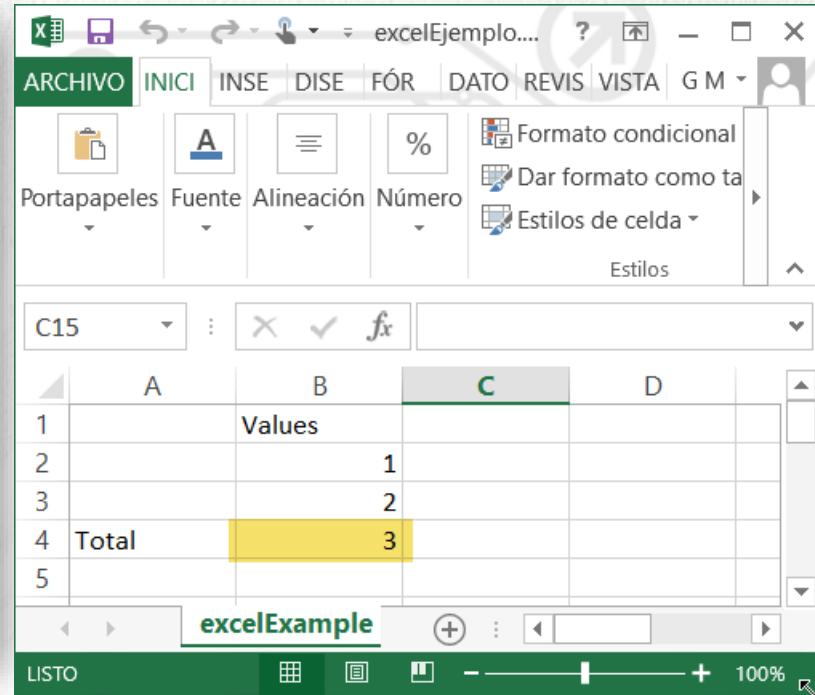 excelEjemplo.... ?
ARCHIVO INICI INSE DISE FÓR DATO REVIS VISTA G M
A % Formato condicional
Dar formato como ta
Portapapeles Fuente Alineación Número
Estilos de celda
Estilos
C15 fx
A B C D
1 Values
2 1
3 2
4 Total 3
5
excelExample
LISTO 100%